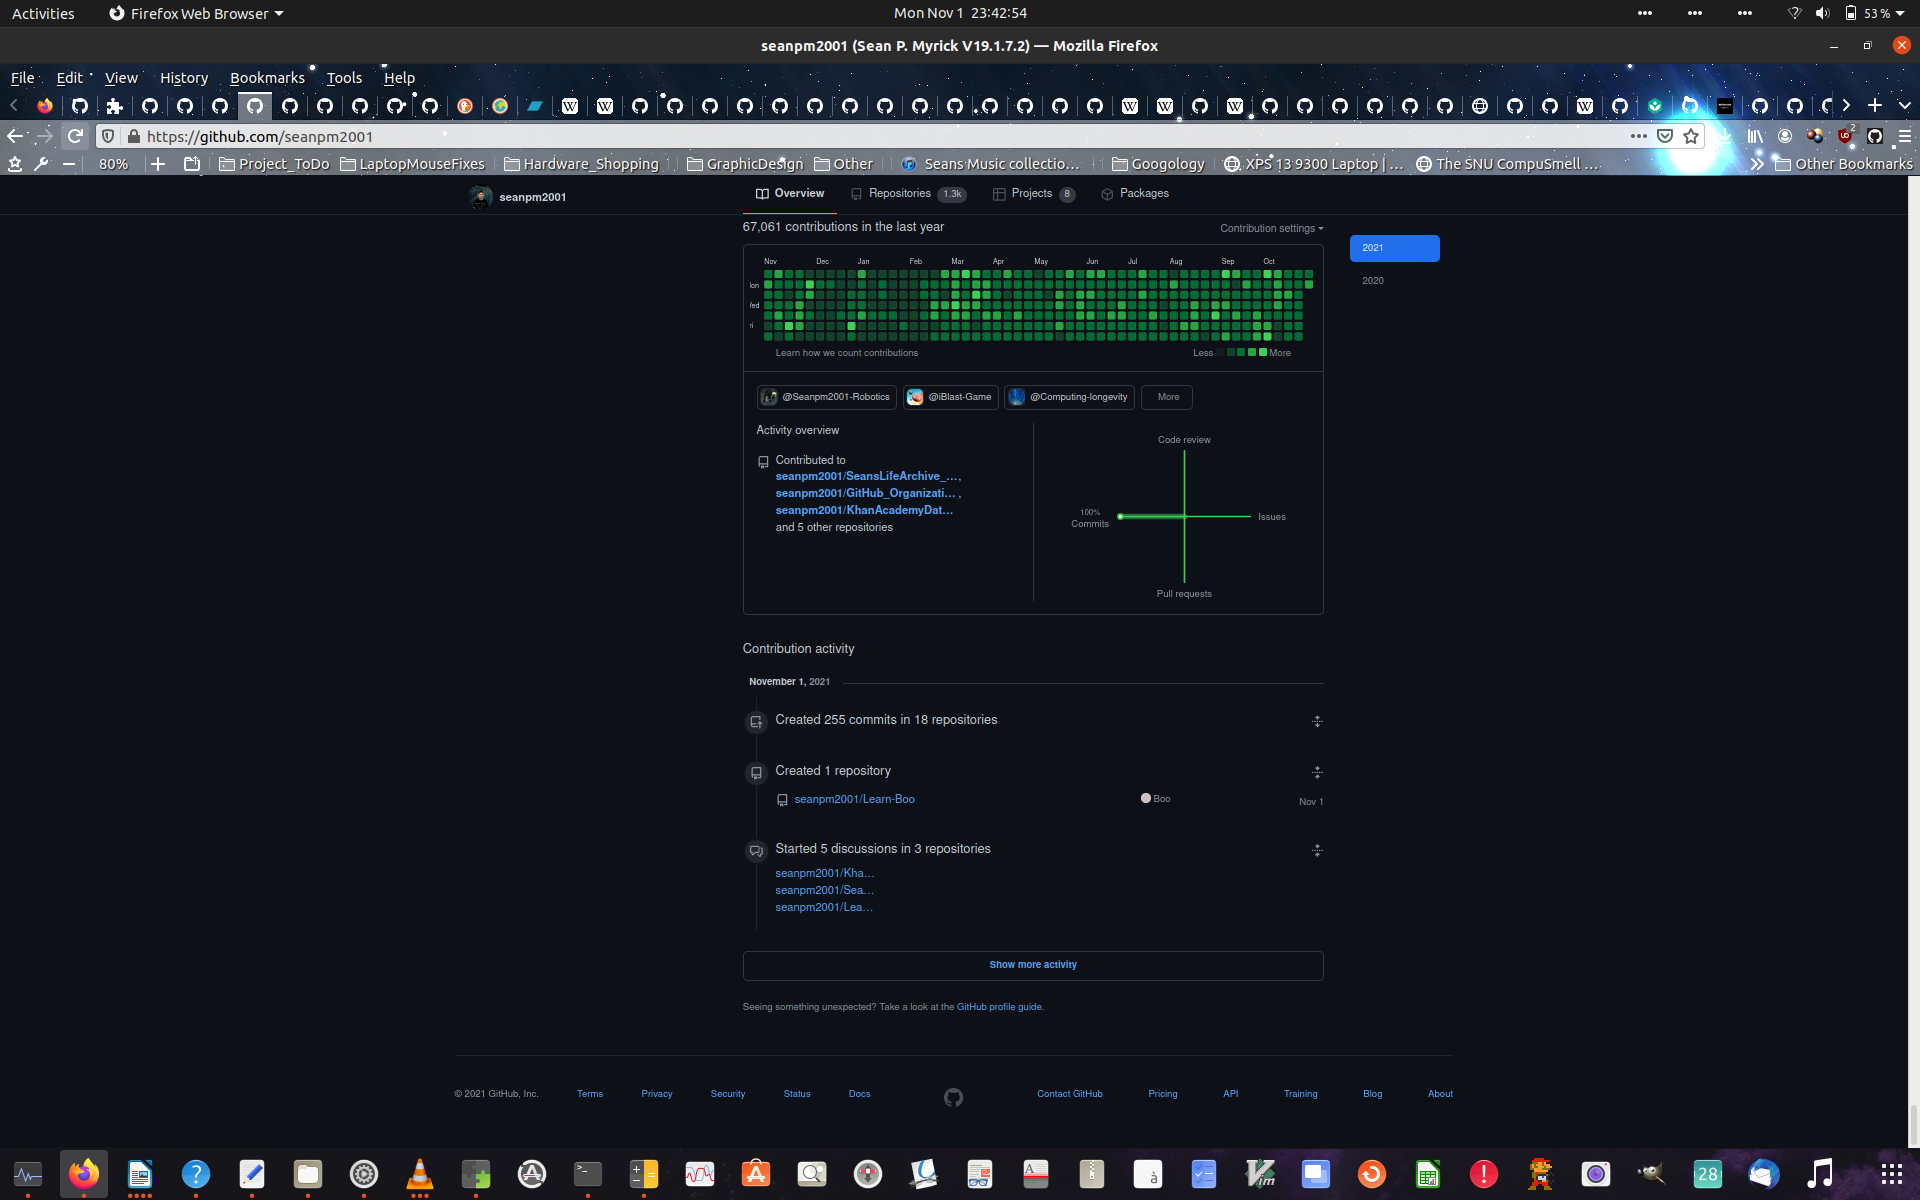 Activities Firefox Web Browser Mon Nov 1 23:42:54 53 %
seanpm2001 (Sean P. Myrick V19.1.7.2) — Mozilla Firefox
File Edit View History Bookmarks Tools Help
https://github.com/seanpm2001
80% Project_ToDo LaptopMouseFixes Hardware_Shopping GraphicDesign Other Seans Music collectio… Googology XPS 13 9300 Laptop | … The SNU CompuSmell … Other Bookmarks
seanpm2001 Overview Repositories 1.3k Projects 8 Packages
67,061 contributions in the last year Contribution settings
2021
2020
Nov Dec Jan Feb Mar Apr May Jun Jul Aug Sep Oct
Learn how we count contributions Less More
@Seanpm2001-Robotics @iBlast-Game @Computing-longevity More
Activity overview
Contributed to
seanpm2001/SeansLifeArchive_…,
seanpm2001/GitHub_Organizati… ,
seanpm2001/KhanAcademyDat…
and 5 other repositories
Code review
100%
Commits
Issues
Pull requests
Contribution activity
November 1, 2021
Created 255 commits in 18 repositories
Created 1 repository
seanpm2001/Learn-Boo Boo Nov 1
Started 5 discussions in 3 repositories
seanpm2001/Kha…
seanpm2001/Sea…
seanpm2001/Lea…
Show more activity
Seeing something unexpected? Take a look at the GitHub profile guide.
© 2021 GitHub, Inc. Terms Privacy Security Status Docs Contact GitHub Pricing API Training Blog About
28